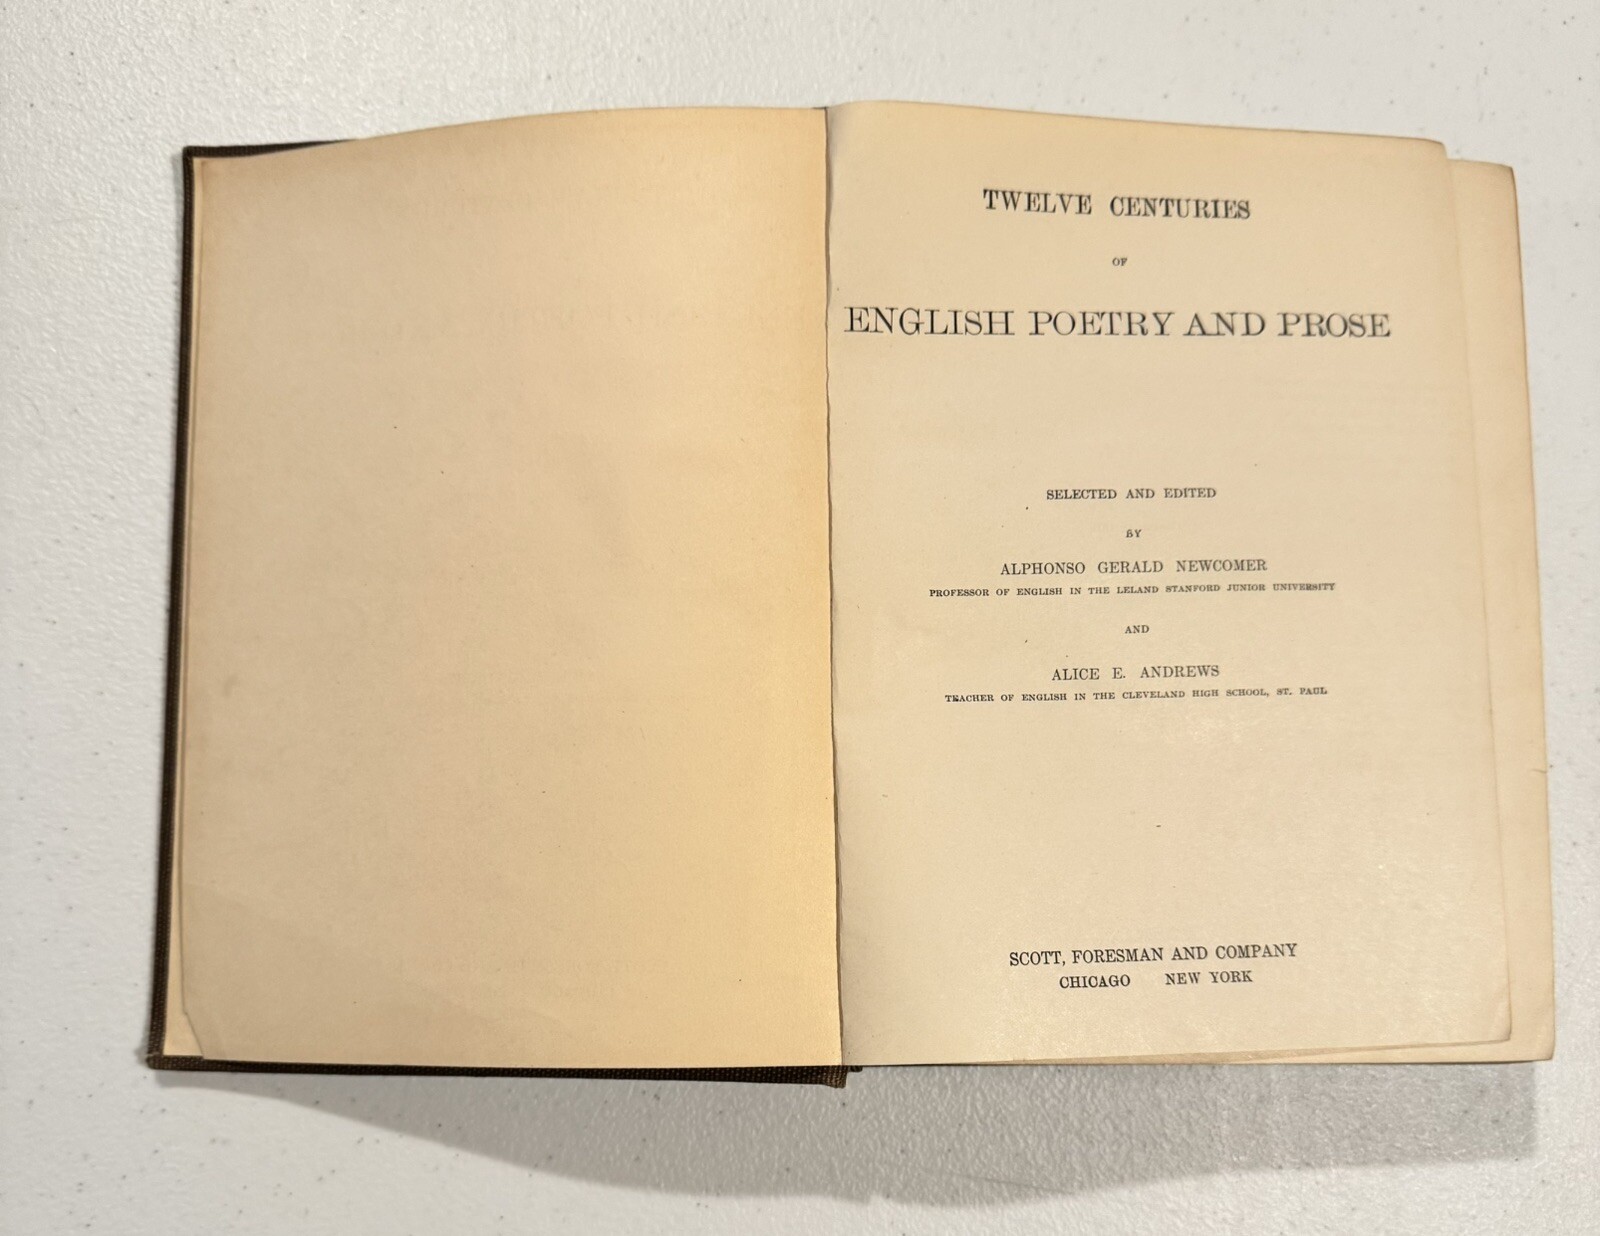 TWELVE CENTURIES
OF
ENGLISH POETRY AND PROSE
SELECTED AND EDITED
BY
ALPHONSO GERALD NEWCOMER
PROFESSOR OF ENGLISH IN THE LELAND STANFORD JUNIOR UNIVERSITY
AND
ALICE E. ANDREWS
TEACHER OF ENGLISH IN THE CLEVELAND HIGH SCHOOL, ST. PAUL
SCOTT, FORESMAN AND COMPANY
CHICAGO NEW YORK